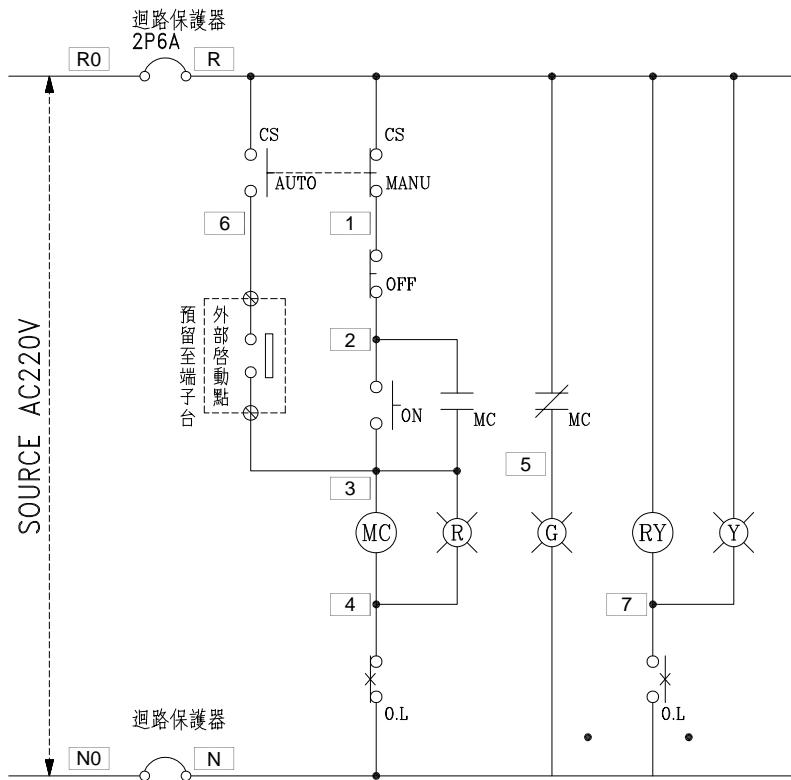 迴路保護器
2P6A
R0
R
CS
CS
AUTO
MANU
6
1
OFF
預留至端子台
外部啓動點
2
ON
MC
MC
5
3
SOURCE AC220V
MC
R
G
RY
Y
4
7
O.L
O.L
迴路保護器
N0
N